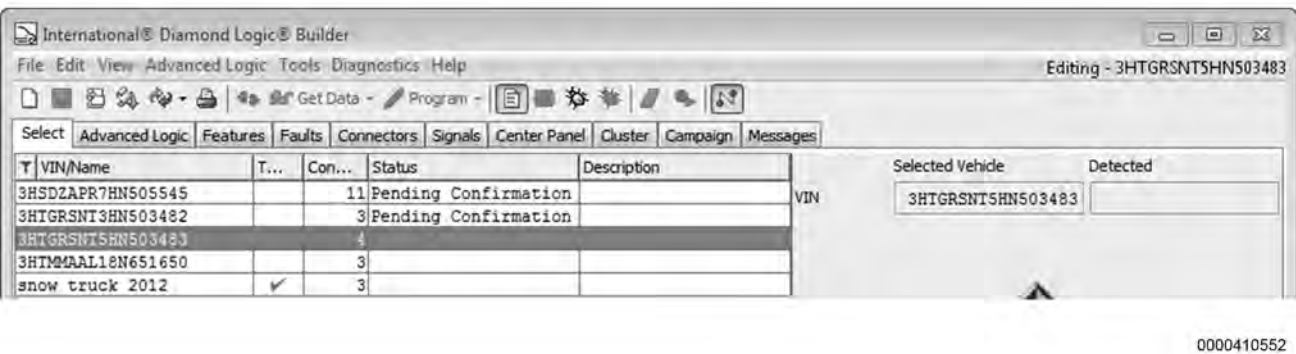 International® Diamond Logic® Builder
File Edit View Advanced Logic Tools Diagnostics Help Editing - 3HTGRSNT5HN503483
Get Data Program
Select Advanced Logic Features Faults Connectors Signals Center Panel Cluster Campaign Messages
VIN/Name T... Con... Status Description Selected Vehicle Detected
3HSDZAPR7HN505545 11 Pending Confirmation VIN 3HTGRSNT5HN503483
3HTGRSNT3HN503482 3 Pending Confirmation
3HTGRSNT5HN503483 4
3HTMMAAL18N651650 3
snow truck 2012 ✓ 3
0000410552